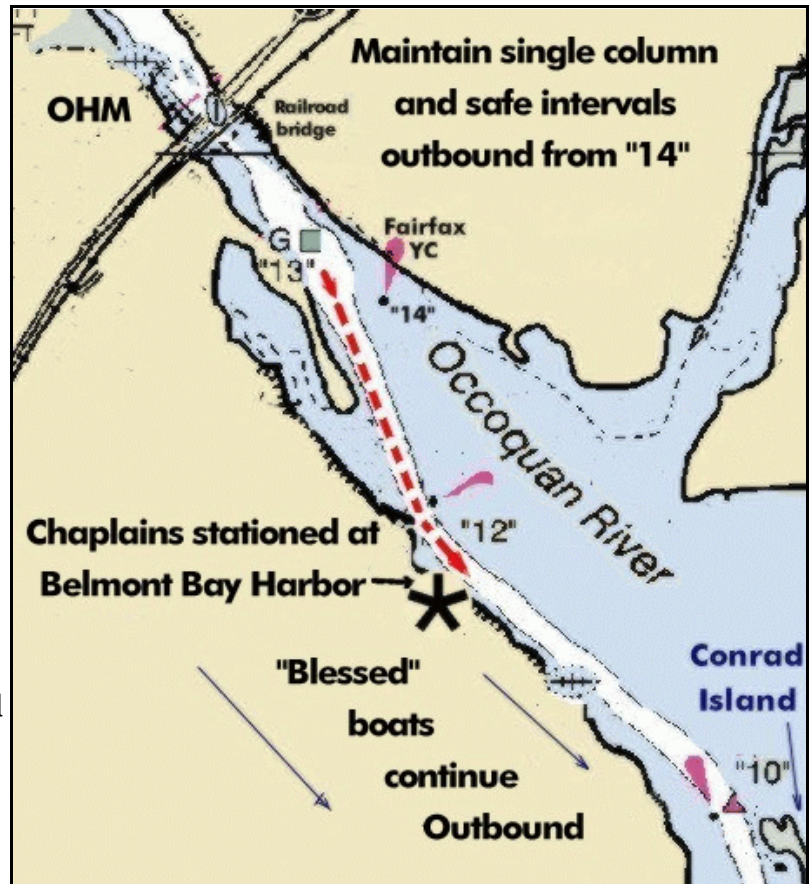 Maintain single column
and safe intervals
outbound from "14"
OHM
Railroad
bridge
Fairfax
YC
G
"13"
"14"
Occoquan River
"12"
Chaplains stationed at
Belmont Bay Harbor
"Blessed"
boats
continue
Outbound
Conrad
Island
"10"